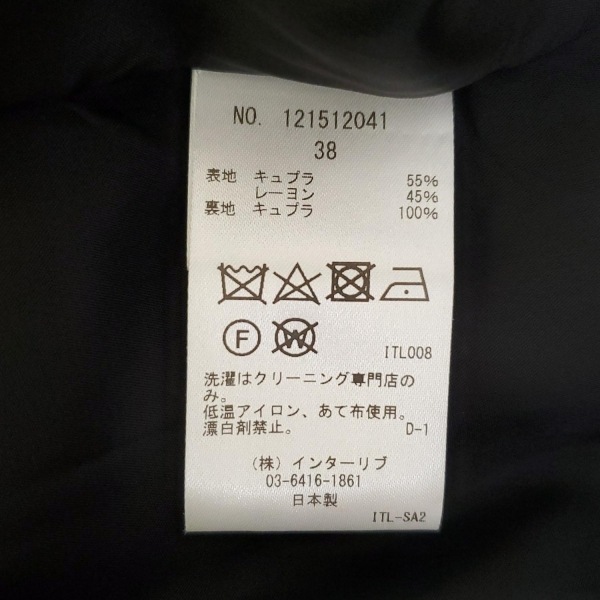 NO. 121512041
38
表地 キュプラ 55%
レーヨン 45%
裏地 キュプラ 100%
F W
ITL008
洗濯はクリーニング専門店の
み。
低温アイロン、あて布使用。
漂白剤禁止。 D-1
(株) インターリブ
03-6416-1861
日本製
ITL-SA2